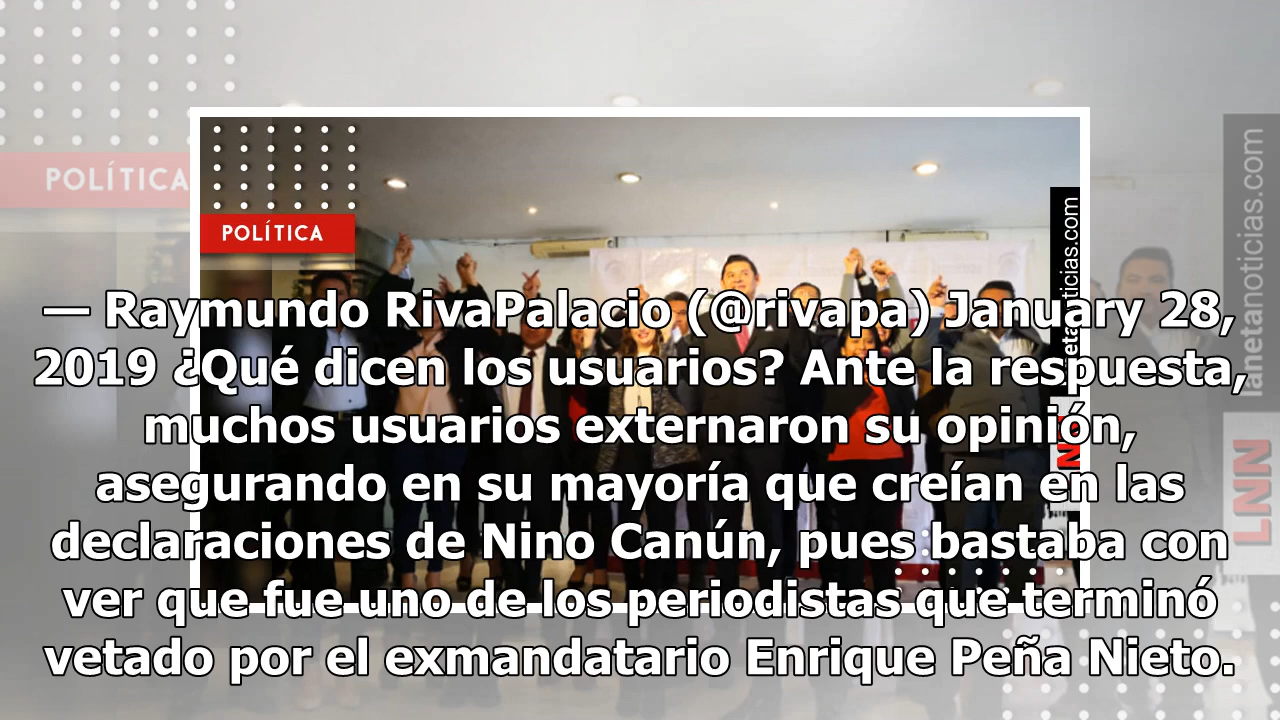 POLÍTICA
POLÍTICA
— Raymundo RivaPalacio (@rivapa) January 28,
2019 ¿Qué dicen los usuarios? Ante la respuesta,
muchos usuarios externaron su opinión,
asegurando en su mayoría que creían en las
declaraciones de Nino Canún, pues bastaba con
ver que fue uno de los periodistas que terminó
vetado por el exmandatario Enrique Peña Nieto.
lanetanoticias.com
LNN